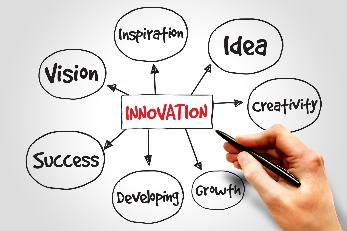 Inspiration
Idea
Vision
INNOVATION
Creativity
Success
Developing
Growth